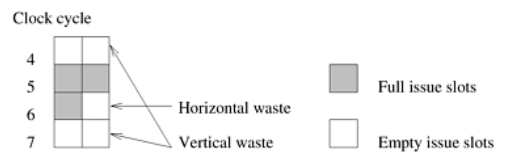 Clock cycle
4
5
6
7
Horizontal waste
Vertical waste
Full issue slots
Empty issue slots